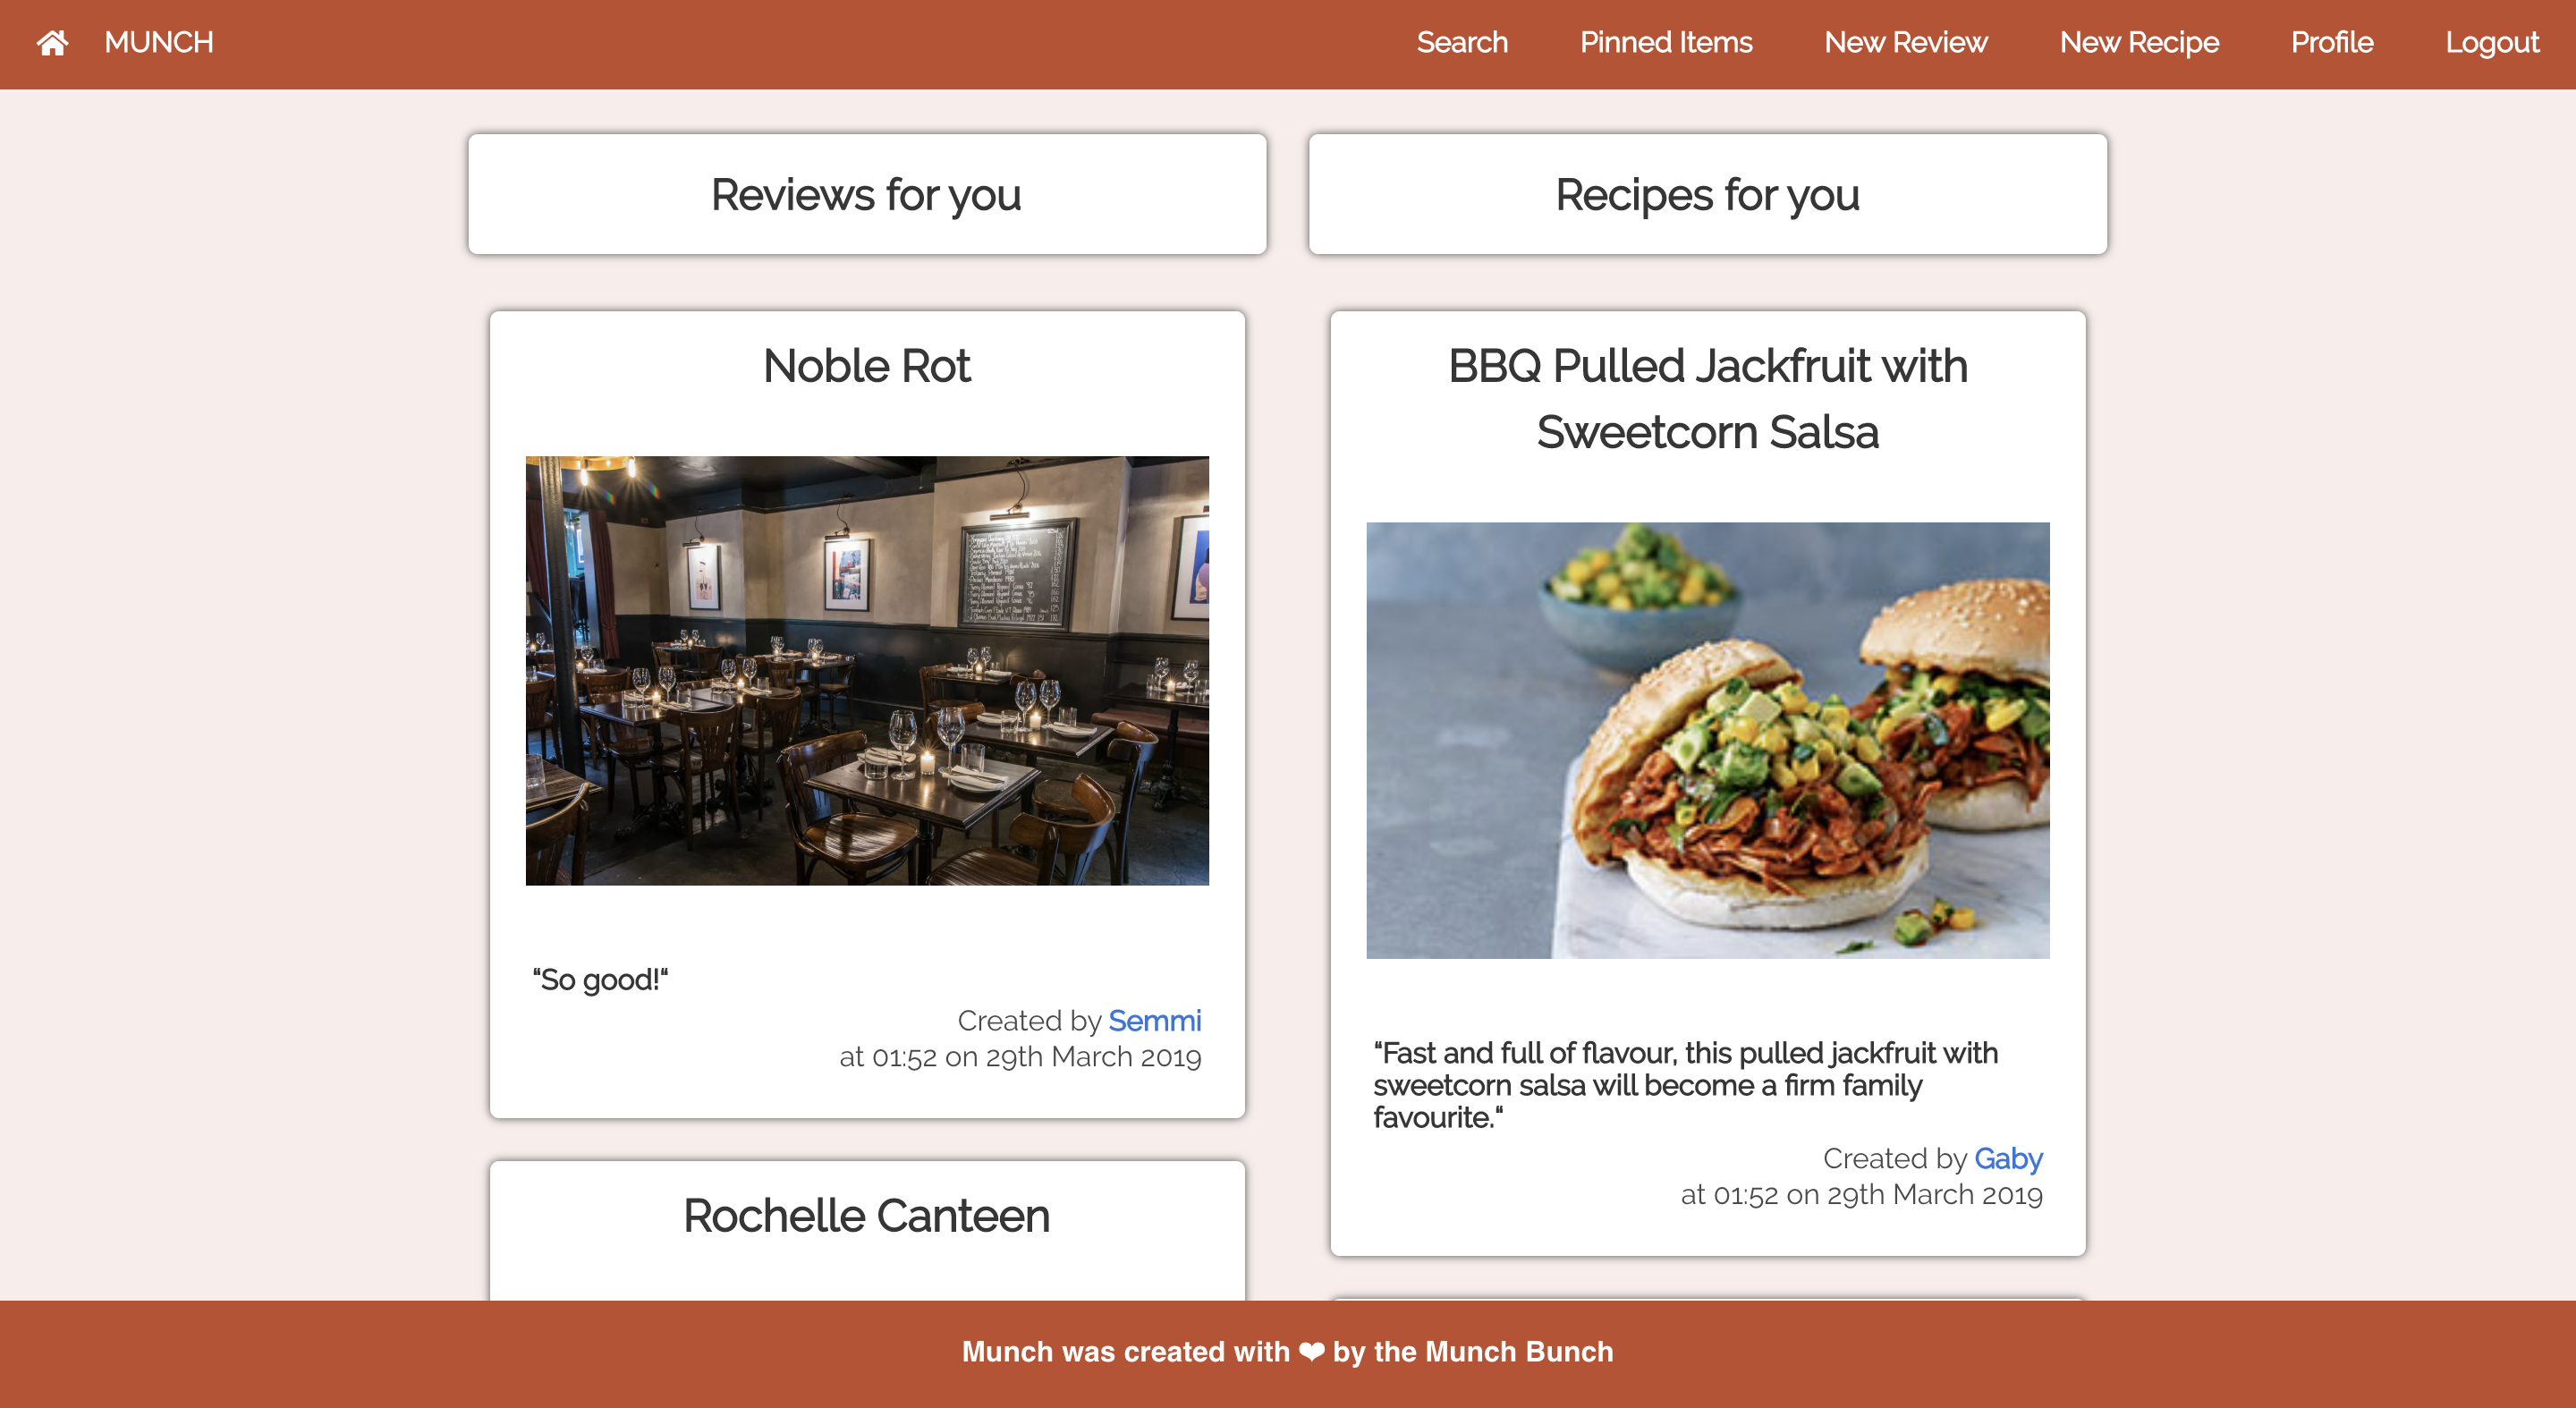 MUNCH
Search
Pinned Items
New Review
New Recipe
Profile
Logout
Reviews for you
Recipes for you
Noble Rot
“So good!“
Created by Semmi
at 01:52 on 29th March 2019
Rochelle Canteen
BBQ Pulled Jackfruit with
Sweetcorn Salsa
“Fast and full of flavour, this pulled jackfruit with
sweetcorn salsa will become a firm family
favourite.“
Created by Gaby
at 01:52 on 29th March 2019
Munch was created with ❤ by the Munch Bunch